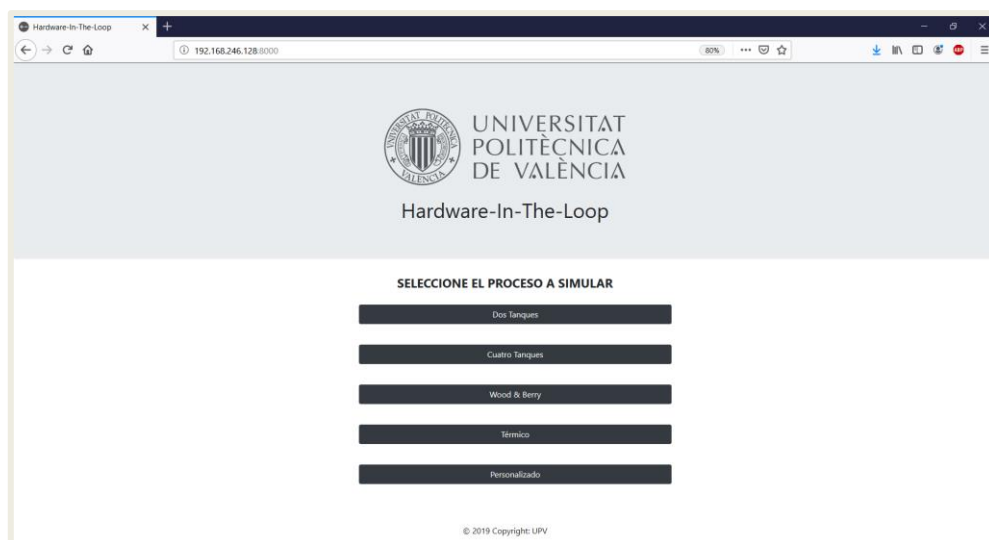 Hardware-In-The-Loop
192.168.246.128:8000
80%
UNIVERSITAT
POLITÈCNICA
DE VALÈNCIA
Hardware-In-The-Loop
SELECCIONE EL PROCESO A SIMULAR
Dos Tanques
Cuatro Tanques
Wood & Berry
Térmico
Personalizado
© 2019 Copyright: UPV